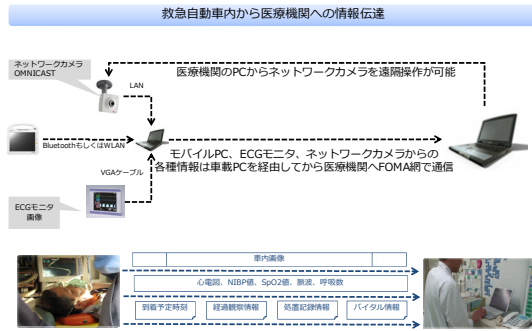 救急自動車内から医療機関への情報伝達
ネットワークカメラ
OMNICAST
医療機関のPCからネットワークカメラを遠隔操作が可能
LAN
BluetoothもしくはWLAN
モバイルPC、ECGモニタ、ネットワークカメラからの
各種情報は車載PCを経由してから医療機関へFOMA網で通信
VGAケーブル
ECGモニタ
画像
車内画像
心電図、NIBP値、SpO2値、脈波、呼吸数
到着予定時刻
経過観察情報
処置記録情報
バイタル情報